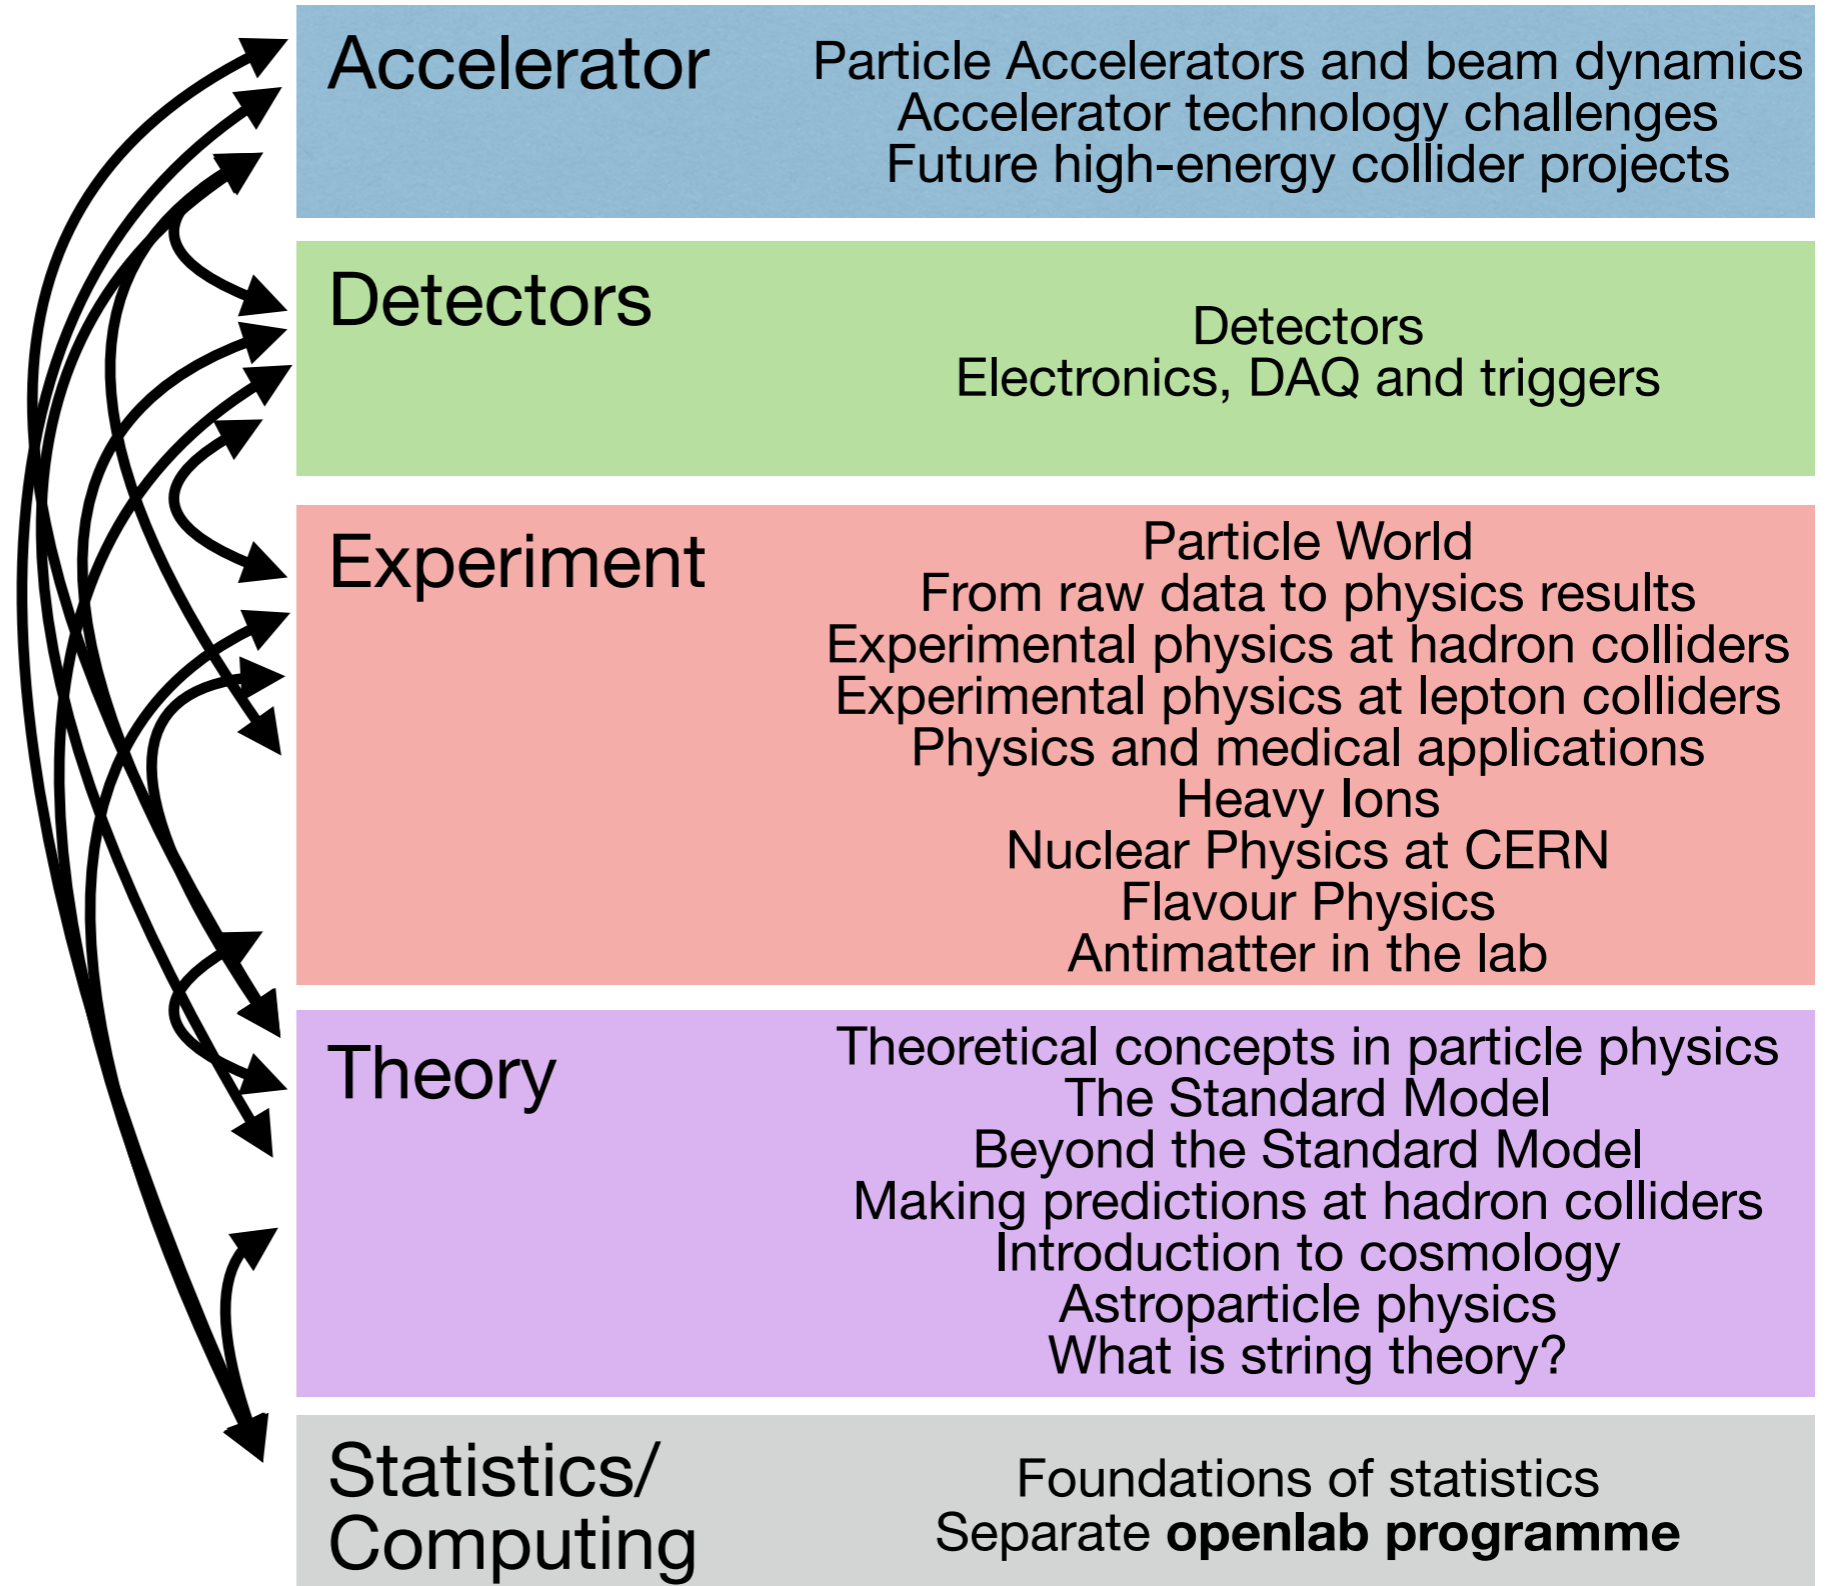 Accelerator
Particle Accelerators and beam dynamics
Accelerator technology challenges
Future high-energy collider projects
Detectors
Detectors
Electronics, DAQ and triggers
Experiment
Particle World
From raw data to physics results
Experimental physics at hadron colliders
Experimental physics at lepton colliders
Physics and medical applications
Heavy Ions
Nuclear Physics at CERN
Flavour Physics
Antimatter in the lab
Theory
Theoretical concepts in particle physics
The Standard Model
Beyond the Standard Model
Making predictions at hadron colliders
Introduction to cosmology
Astroparticle physics
What is string theory?
Statistics/
Computing
Foundations of statistics
Separate openlab programme